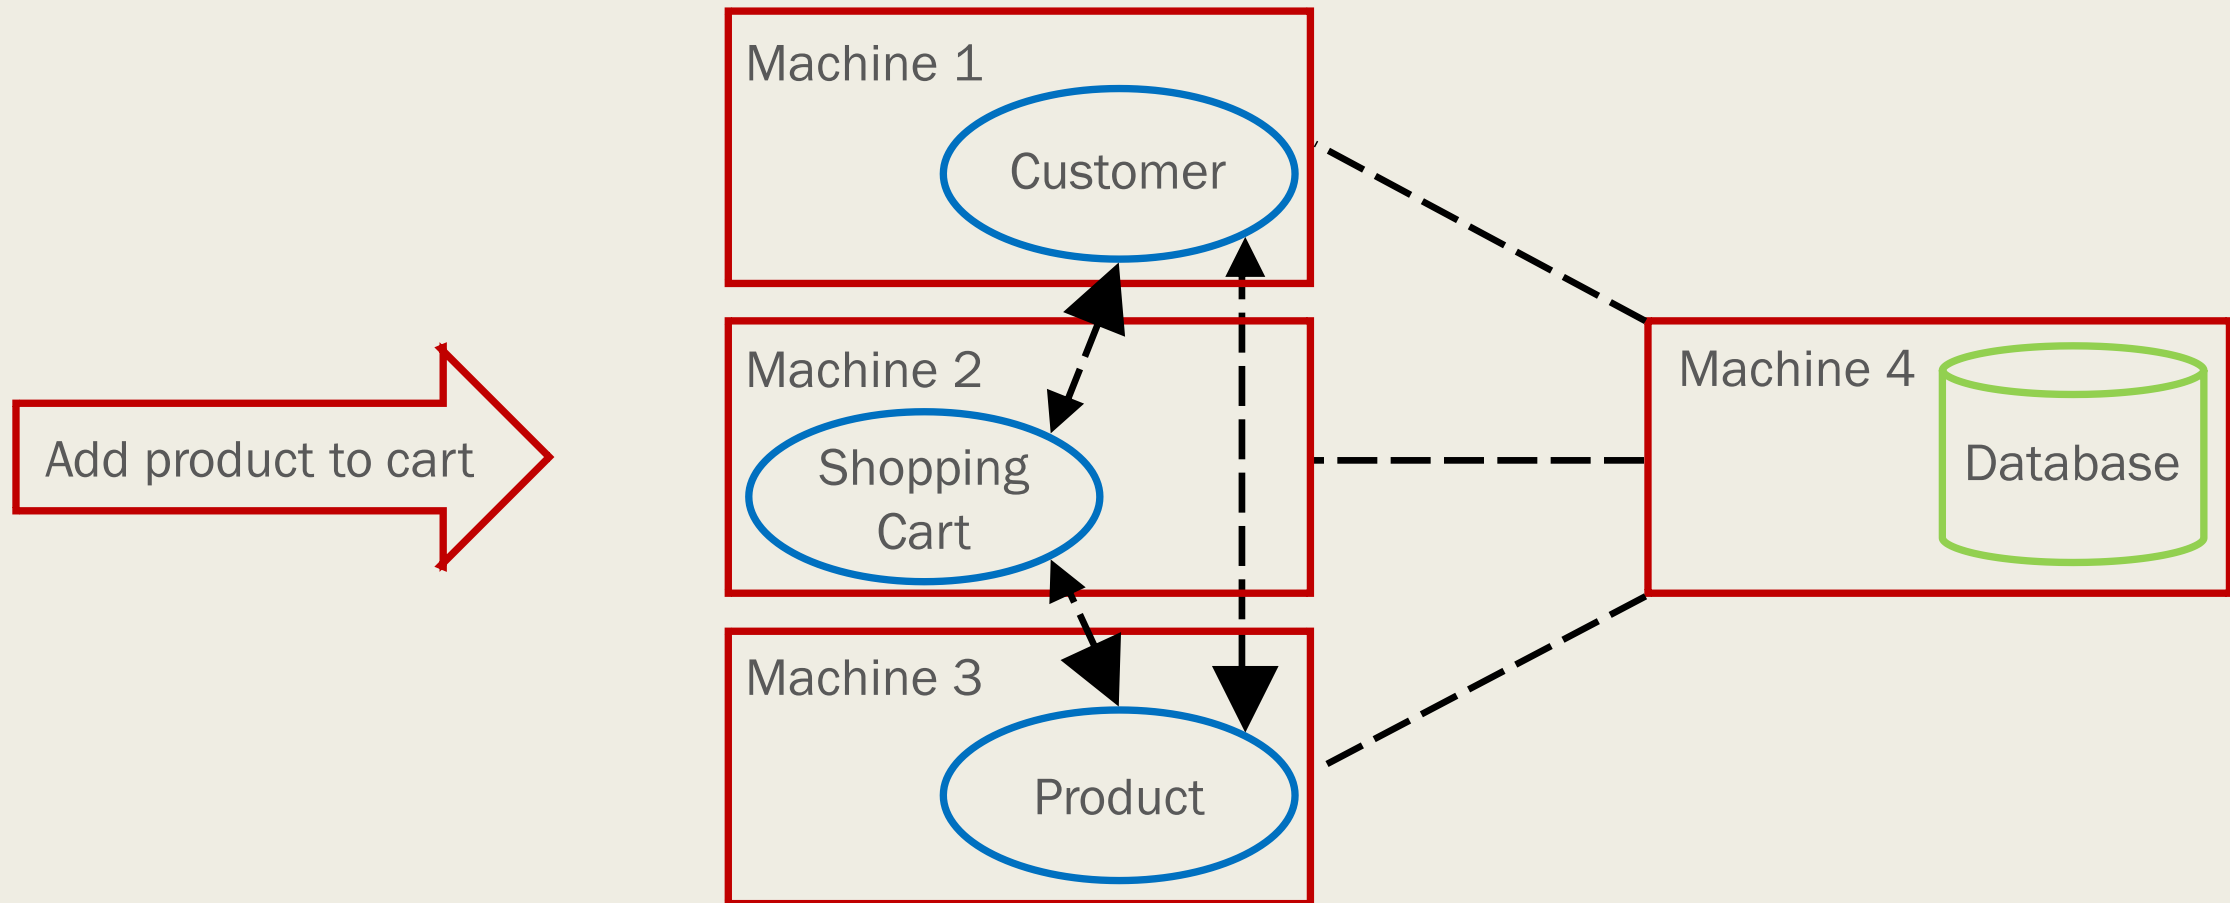 Machine 1
Customer
Machine 2
Shopping
Cart
Add product to cart
Machine 4
Database
Machine 3
Product